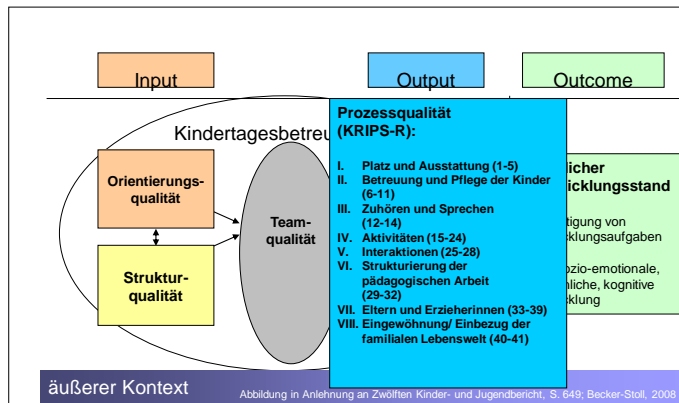 Input
Output
Outcome
Kindertagesbetreu
Orientierungs-
qualität
Struktur-
qualität
Team-
qualität
Prozessqualität
(KRIPS-R):
I. Platz und Ausstattung (1-5)
II. Betreuung und Pflege der Kinder
(6-11)
III. Zuhören und Sprechen
(12-14)
IV. Aktivitäten (15-24)
V. Interaktionen (25-28)
VI. Strukturierung der
pädagogischen Arbeit
(29-32)
VII. Eltern und Erzieherinnen (33-39)
VIII. Eingewöhnung/ Einbezug der
familialen Lebenswelt (40-41)
dlicher
icklungsstand
tigung von
cklungsaufgaben
ozio-emotionale,
hliche, kognitive
cklung
äußerer Kontext
Abbildung in Anlehnung an Zwölften Kinder- und Jugendbericht, S. 649; Becker-Stoll, 2008